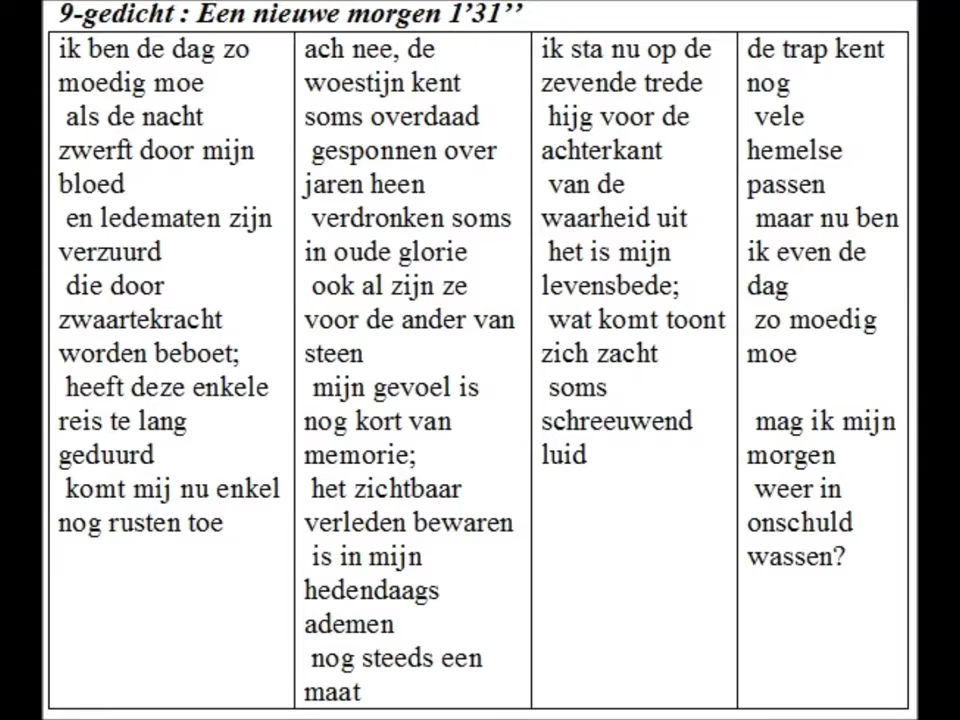 9-gedicht : Een nieuwe morgen 1’31’’
ik ben de dag zo
moedig moe
als de nacht
zwerft door mijn
bloed
en ledematen zijn
verzuurd
die door
zwaartekracht
worden beboet;
heeft deze enkele
reis te lang
geduurd
komt mij nu enkel
nog rusten toe
ach nee, de
woestijn kent
soms overdaad
gesponnen over
jaren heen
verdronken soms
in oude glorie
ook al zijn ze
voor de ander van
steen
mijn gevoel is
nog kort van
memorie;
het zichtbaar
verleden bewaren
is in mijn
hedendaags
ademen
nog steeds een
maat
ik sta nu op de
zevende trede
hijg voor de
achterkant
van de
waarheid uit
het is mijn
levensbede;
wat komt toont
zich zacht
soms
schreeuwend
luid
de trap kent
nog
vele
hemelse
passen
maar nu ben
ik even de
dag
zo moedig
moe
mag ik mijn
morgen
weer in
onschuld
wassen?